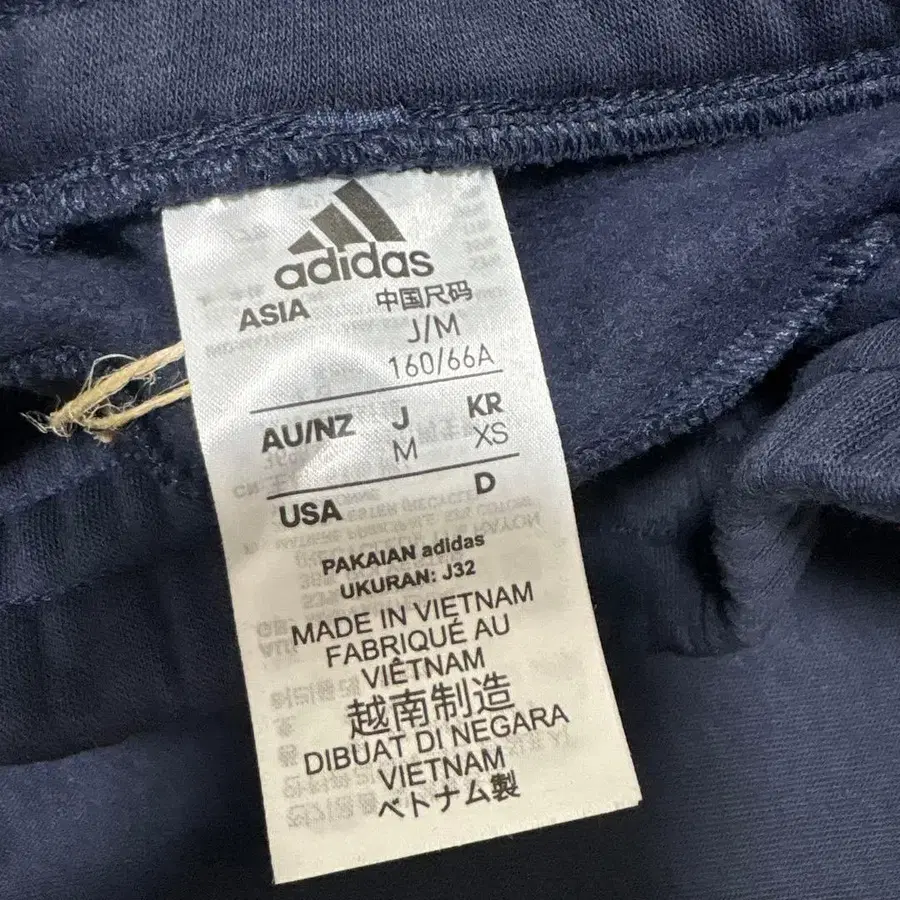 adidas
ASIA 中国尺码
J/M
160/66A
AU/NZ J KR
M XS
USA D
PAKAIAN adidas
UKURAN: J32
MADE IN VIETNAM
FABRIQUÉ AU
VIÊTNAM
越南制造
DIBUAT DI NEGARA
VIETNAM
ベトナム製